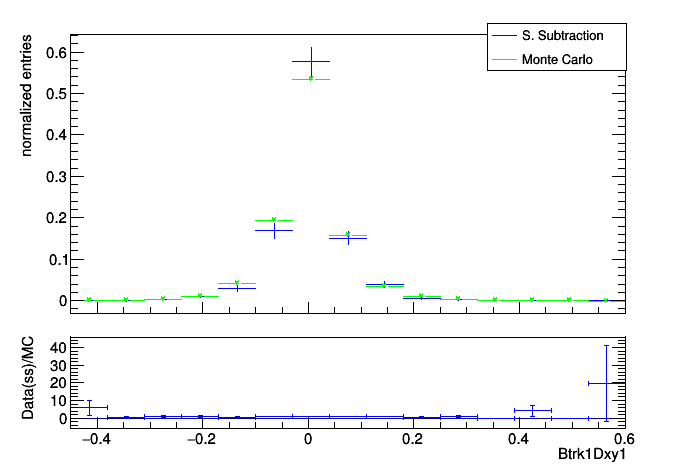 S. Subtraction
Monte Carlo
normalized entries
0.6
0.5
0.4
0.3
0.2
0.1
0
Data(ss)/MC
40
30
20
10
0
−0.4 −0.2 0 0.2 0.4 0.6
Btrk1Dxy1